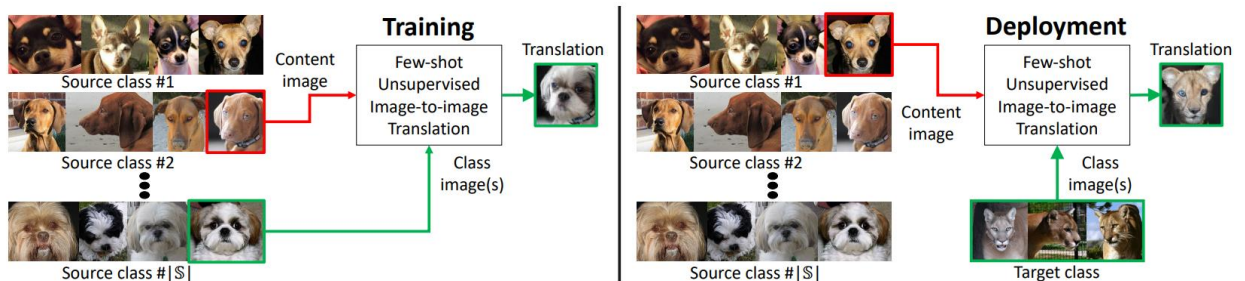 Training
Source class #1
Content
image
Few-shot
Unsupervised
Image-to-image
Translation
Translation
Source class #2
Class
image(s)
Source class #|𝕊|
Deployment
Source class #1
Content
image
Few-shot
Unsupervised
Image-to-image
Translation
Translation
Source class #2
Class
image(s)
Source class #|𝕊|
Target class